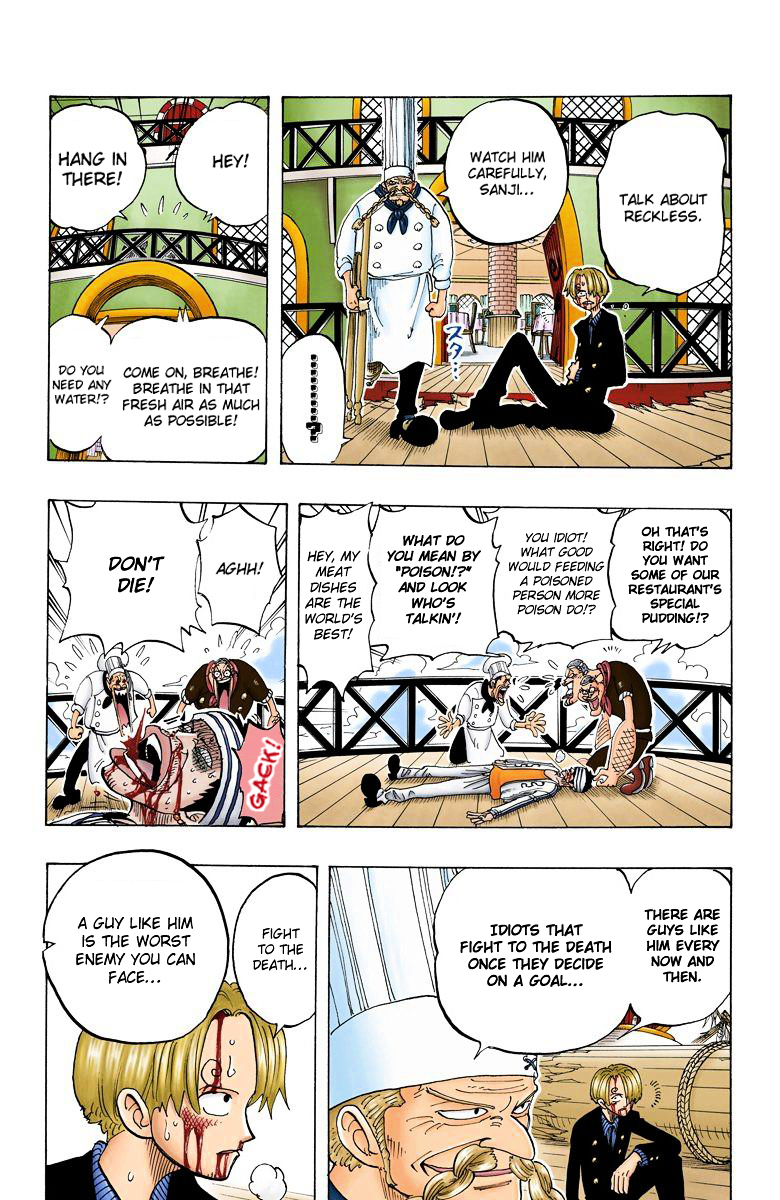 TALK ABOUT
RECKLESS.
WATCH HIM
CAREFULLY,
SANJI...
スタ...
..........?
HEY!
HANG IN
THERE!
COME ON, BREATHE!
BREATHE IN THAT
FRESH AIR AS MUCH
AS POSSIBLE!
DO YOU
NEED ANY
WATER!?
OH THAT'S
RIGHT! DO
YOU WANT
SOME OF OUR
RESTAURANT'S
SPECIAL
PUDDING!?
YOU IDIOT!
WHAT GOOD
WOULD FEEDING
A POISONED
PERSON MORE
POISON DO!?
WHAT DO
YOU MEAN BY
"POISON!?"
AND LOOK
WHO'S
TALKIN'!
HEY, MY
MEAT
DISHES
ARE THE
WORLD'S
BEST!
AGHH!
DON'T
DIE!
GACK!
THERE ARE
GUYS LIKE
HIM EVERY
NOW AND
THEN.
IDIOTS THAT
FIGHT TO THE DEATH
ONCE THEY DECIDE
ON A GOAL...
FIGHT
TO THE
DEATH...
A GUY LIKE HIM
IS THE WORST
ENEMY YOU CAN
FACE...